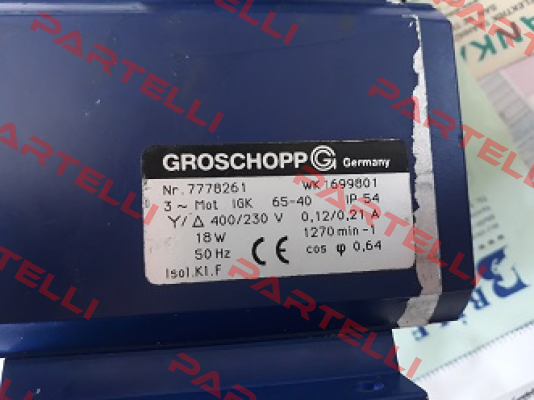 GROSCHOPP G Germany
Nr. 7778261 WK 1699801
3 ~ Mot IGK 65-40 IP 54
Y/Δ 400/230 V 0,12/0,21 A
18W 1270 min-1
50 Hz CE cos φ 0,64
Isol.Kl.F
PARTELLI
PARTELLI
PARTELLI
PARTELLI
PARTELLI
PARTELLI